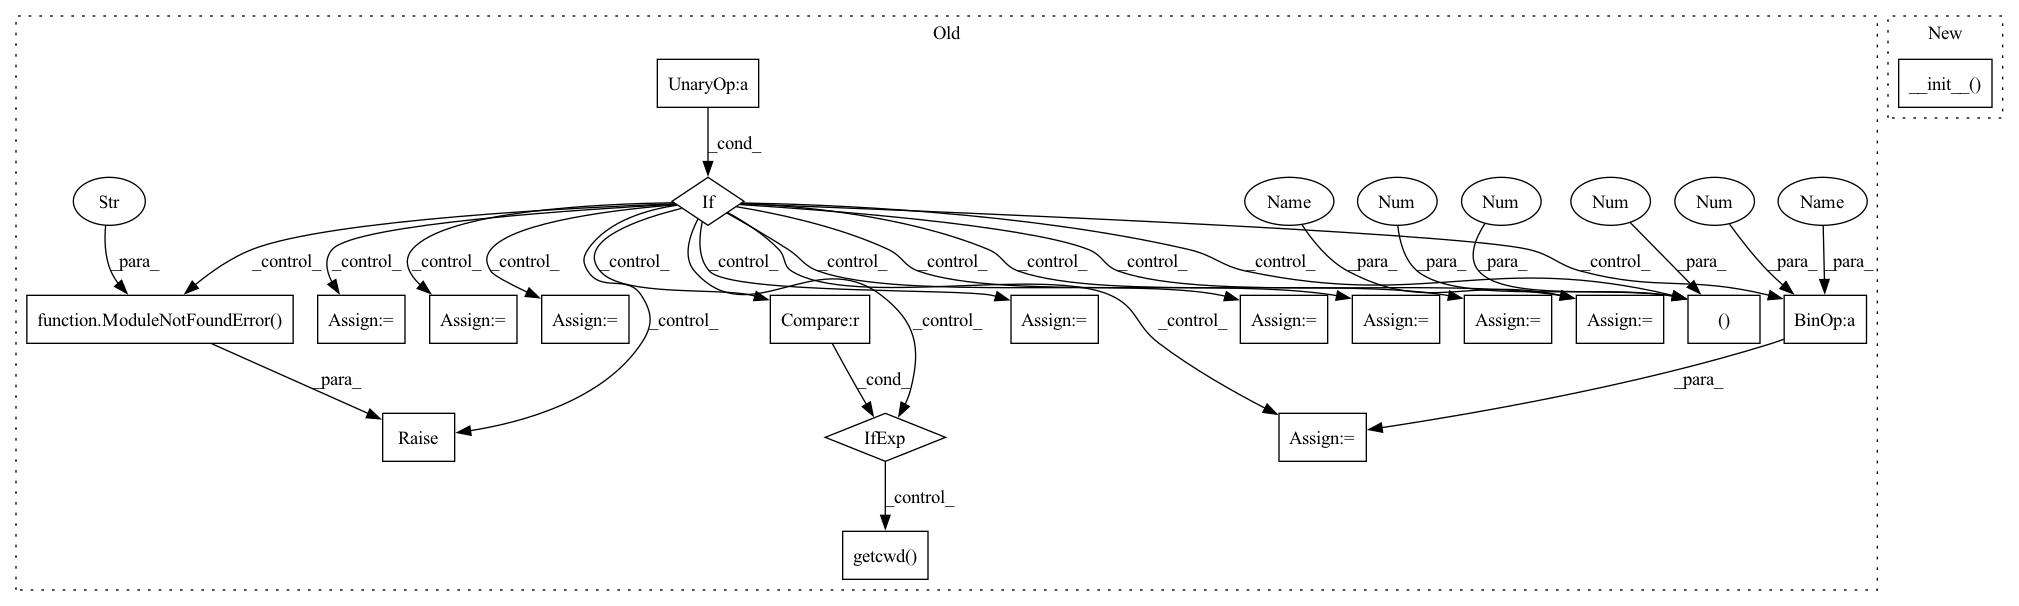 Old
New
UnaryOp:a
__init__()
_cond_
Str
If
Name
Num
Num
Num
Num
Name
_para_
_control_
_control_
_control_
_control_
_control_
_control_
_control_
_control_
_control_
_control_
_para_
_para_
_control_
_para_
_para_
_para_
function.ModuleNotFoundError()
Assign:=
Assign:=
Assign:=
Compare:r
Assign:=
Assign:=
Assign:=
Assign:=
Assign:=
()
BinOp:a
_control_
_control_
_control_
_para_
_cond_
_para_
Raise
IfExp
Assign:=
_control_
getcwd()